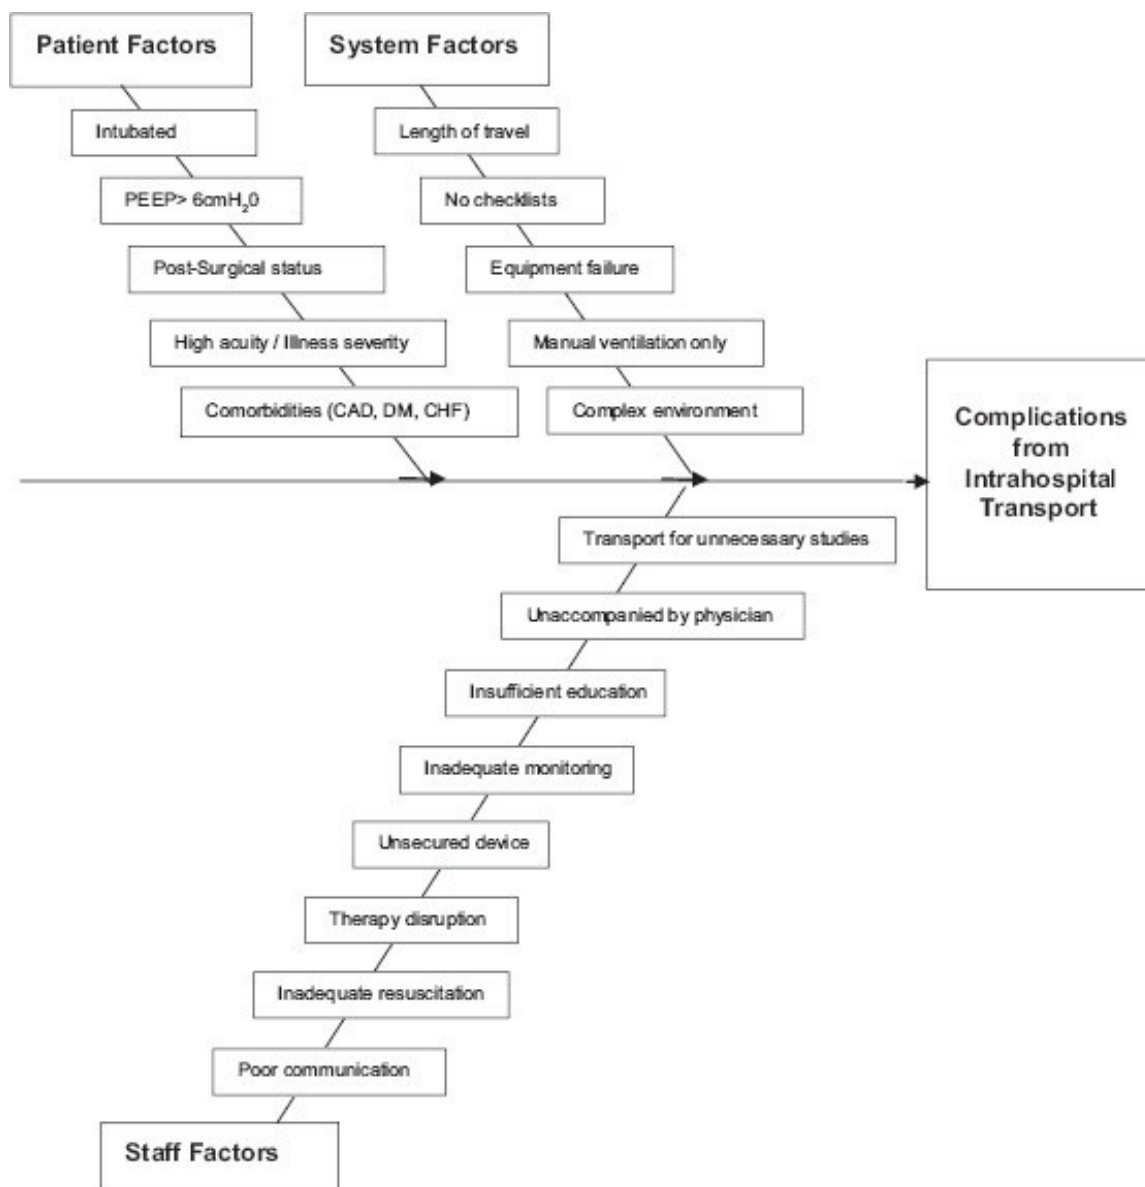 Patient Factors
System Factors
Intubated
Length of travel
PEEP> 6cmH₂0
No checklists
Post-Surgical status
Equipment failure
High acuity / Illness severity
Manual ventilation only
Comorbidities (CAD, DM, CHF)
Complex environment
Complications
from
Intrahospital
Transport
Transport for unnecessary studies
Unaccompanied by physician
Insufficient education
Inadequate monitoring
Unsecured device
Therapy disruption
Inadequate resuscitation
Poor communication
Staff Factors